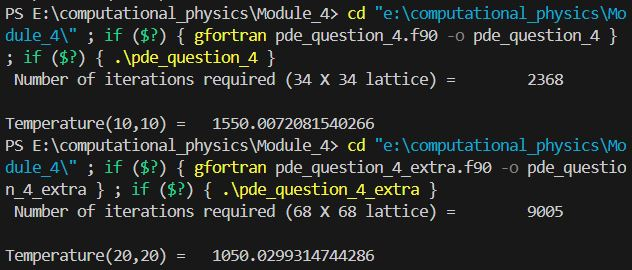 PS E:\computational_physics\Module_4> cd "e:\computational_physics\Mo
dule_4\" ; if ($?) { gfortran pde_question_4.f90 -o pde_question_4 }
; if ($?) { .\pde_question_4 }
Number of iterations required (34 X 34 lattice) = 2368
Temperature(10,10) = 1550.0072081540266
PS E:\computational_physics\Module_4> cd "e:\computational_physics\Mo
dule_4\" ; if ($?) { gfortran pde_question_4_extra.f90 -o pde_questio
n_4_extra } ; if ($?) { .\pde_question_4_extra }
Number of iterations required (68 X 68 lattice) = 9005
Temperature(20,20) = 1050.0299314744286